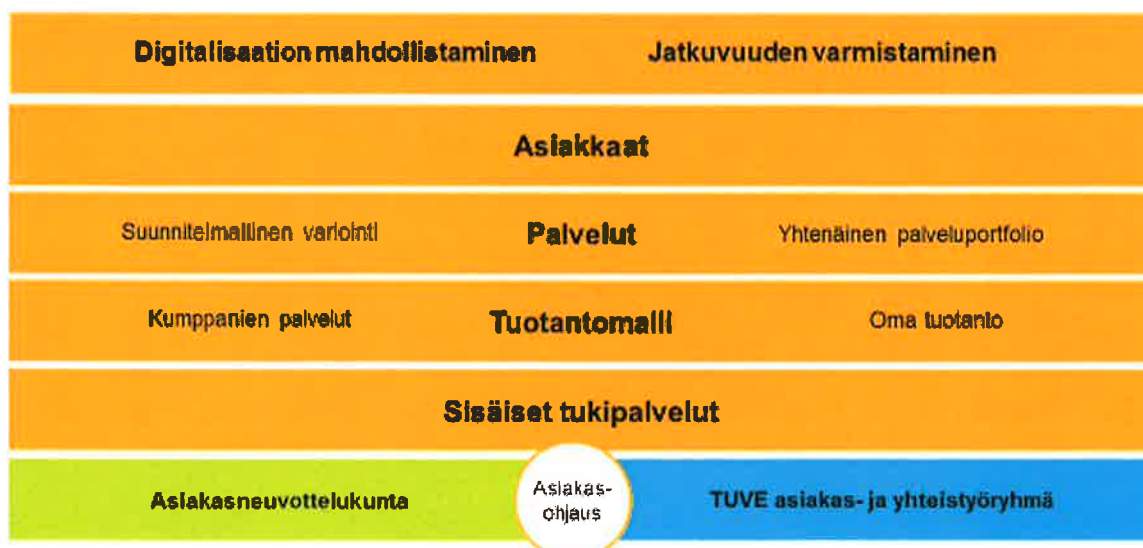 Digitalisaation mahdollistaminen Jatkuvuuden varmistaminen
Asiakkaat
Suunnitelmallinen variointi Palvelut Yhtenäinen palveluportfolio
Kumppanien palvelut Tuotantomalli Oma tuotanto
Sisäiset tukipalvelut
Asiakasneuvottelukunta
Asiakas-
ohjaus
TUVE asiakas- ja yhteistyöryhmä